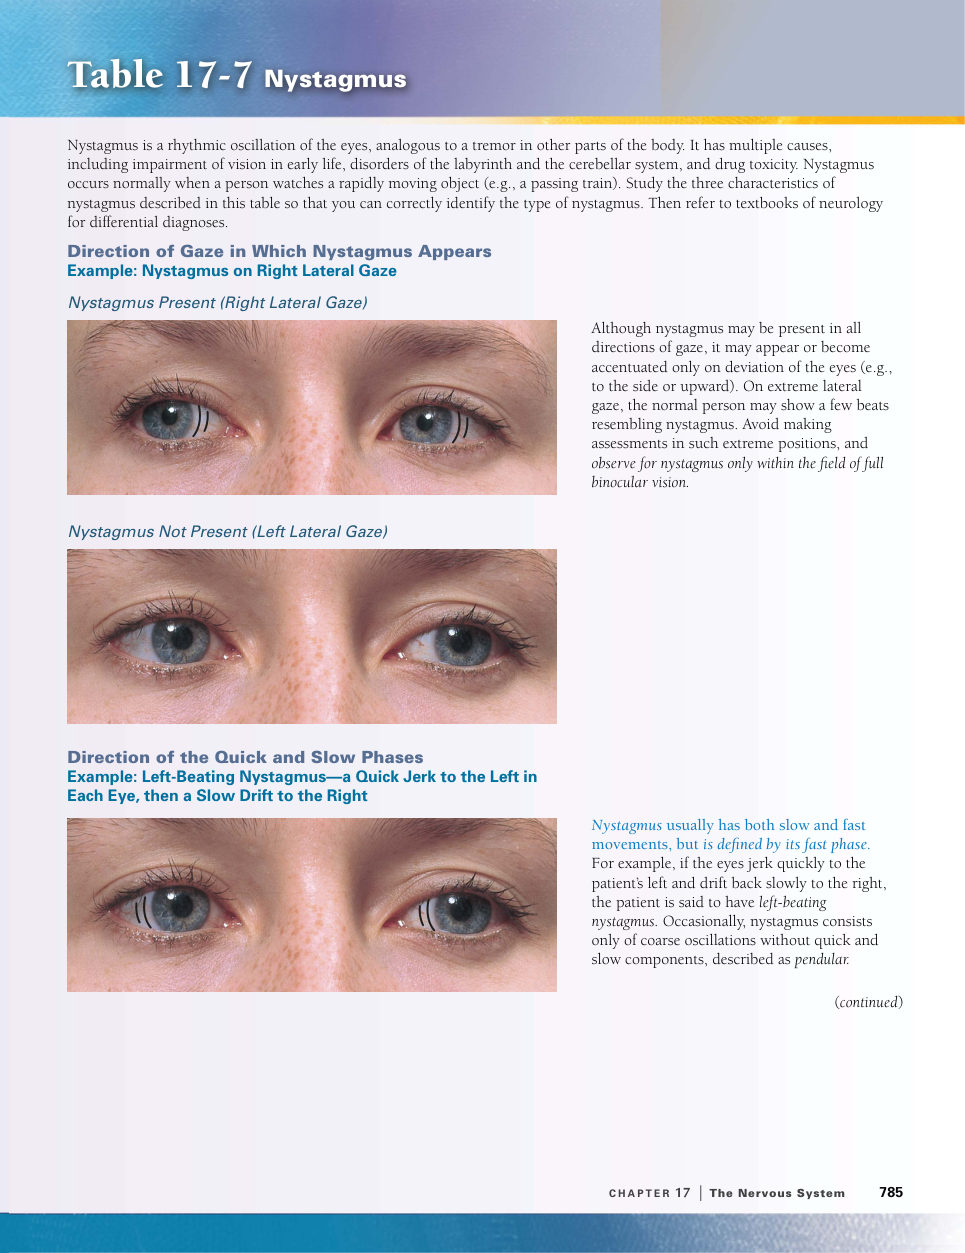 Table 17-7 Nystagmus
Nystagmus is a rhythmic oscillation of the eyes, analogous to a tremor in other parts of the body. It has multiple causes,
including impairment of vision in early life, disorders of the labyrinth and the cerebellar system, and drug toxicity. Nystagmus
occurs normally when a person watches a rapidly moving object (e.g., a passing train). Study the three characteristics of
nystagmus described in this table so that you can correctly identify the type of nystagmus. Then refer to textbooks of neurology
for differential diagnoses.
Direction of Gaze in Which Nystagmus Appears
Example: Nystagmus on Right Lateral Gaze
Nystagmus Present (Right Lateral Gaze)
Although nystagmus may be present in all
directions of gaze, it may appear or become
accentuated only on deviation of the eyes (e.g.,
to the side or upward). On extreme lateral
gaze, the normal person may show a few beats
resembling nystagmus. Avoid making
assessments in such extreme positions, and
observe for nystagmus only within the field of full
binocular vision.
Nystagmus Not Present (Left Lateral Gaze)
Direction of the Quick and Slow Phases
Example: Left-Beating Nystagmus—a Quick Jerk to the Left in
Each Eye, then a Slow Drift to the Right
Nystagmus usually has both slow and fast
movements, but is defined by its fast phase.
For example, if the eyes jerk quickly to the
patient's left and drift back slowly to the right,
the patient is said to have left-beating
nystagmus. Occasionally, nystagmus consists
only of coarse oscillations without quick and
slow components, described as pendular.
(continued)
CHAPTER 17 | The Nervous System 785